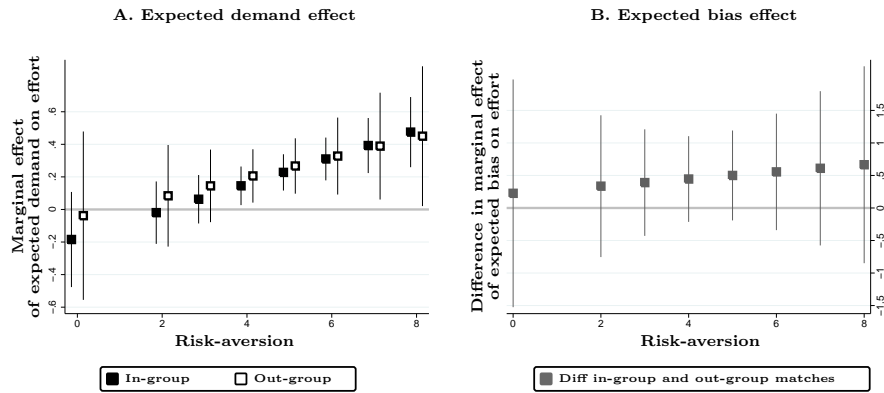 A. Expected demand effect
Marginal effect
of expected demand on effort
.6
.4
.2
0
-.2
-.4
-.6
0 2 4 6 8
Risk-aversion
In-group Out-group
B. Expected bias effect
Difference in marginal effect
of expected bias on effort
1.5
1
.5
0
-.5
-1
-1.5
0 2 4 6 8
Risk-aversion
Diff in-group and out-group matches